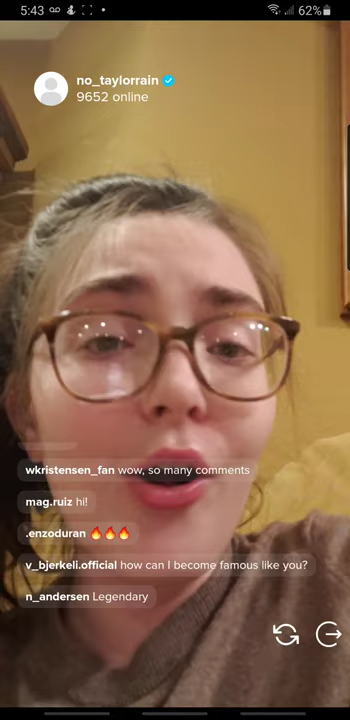 5:43
62%
no_taylorrain
9652 online
wkristensen_fan wow, so many comments
mag.ruiz hi!
.enzoduran 🔥🔥🔥
v_bjerkeli.official how can I become famous like you?
n_andersen Legendary